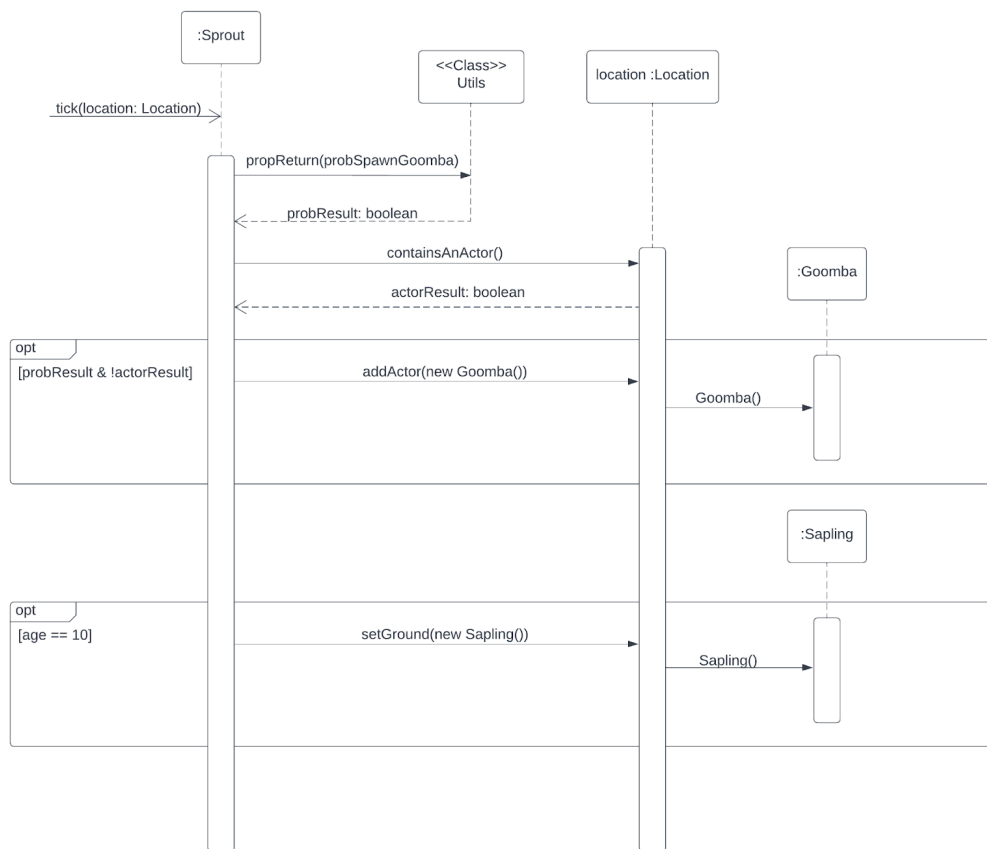 :Sprout
<<Class>>
Utils
location :Location
tick(location: Location)
propReturn(probSpawnGoomba)
probResult: boolean
containsAnActor()
:Goomba
actorResult: boolean
opt
[probResult & !actorResult]
addActor(new Goomba())
Goomba()
:Sapling
opt
[age == 10]
setGround(new Sapling())
Sapling()